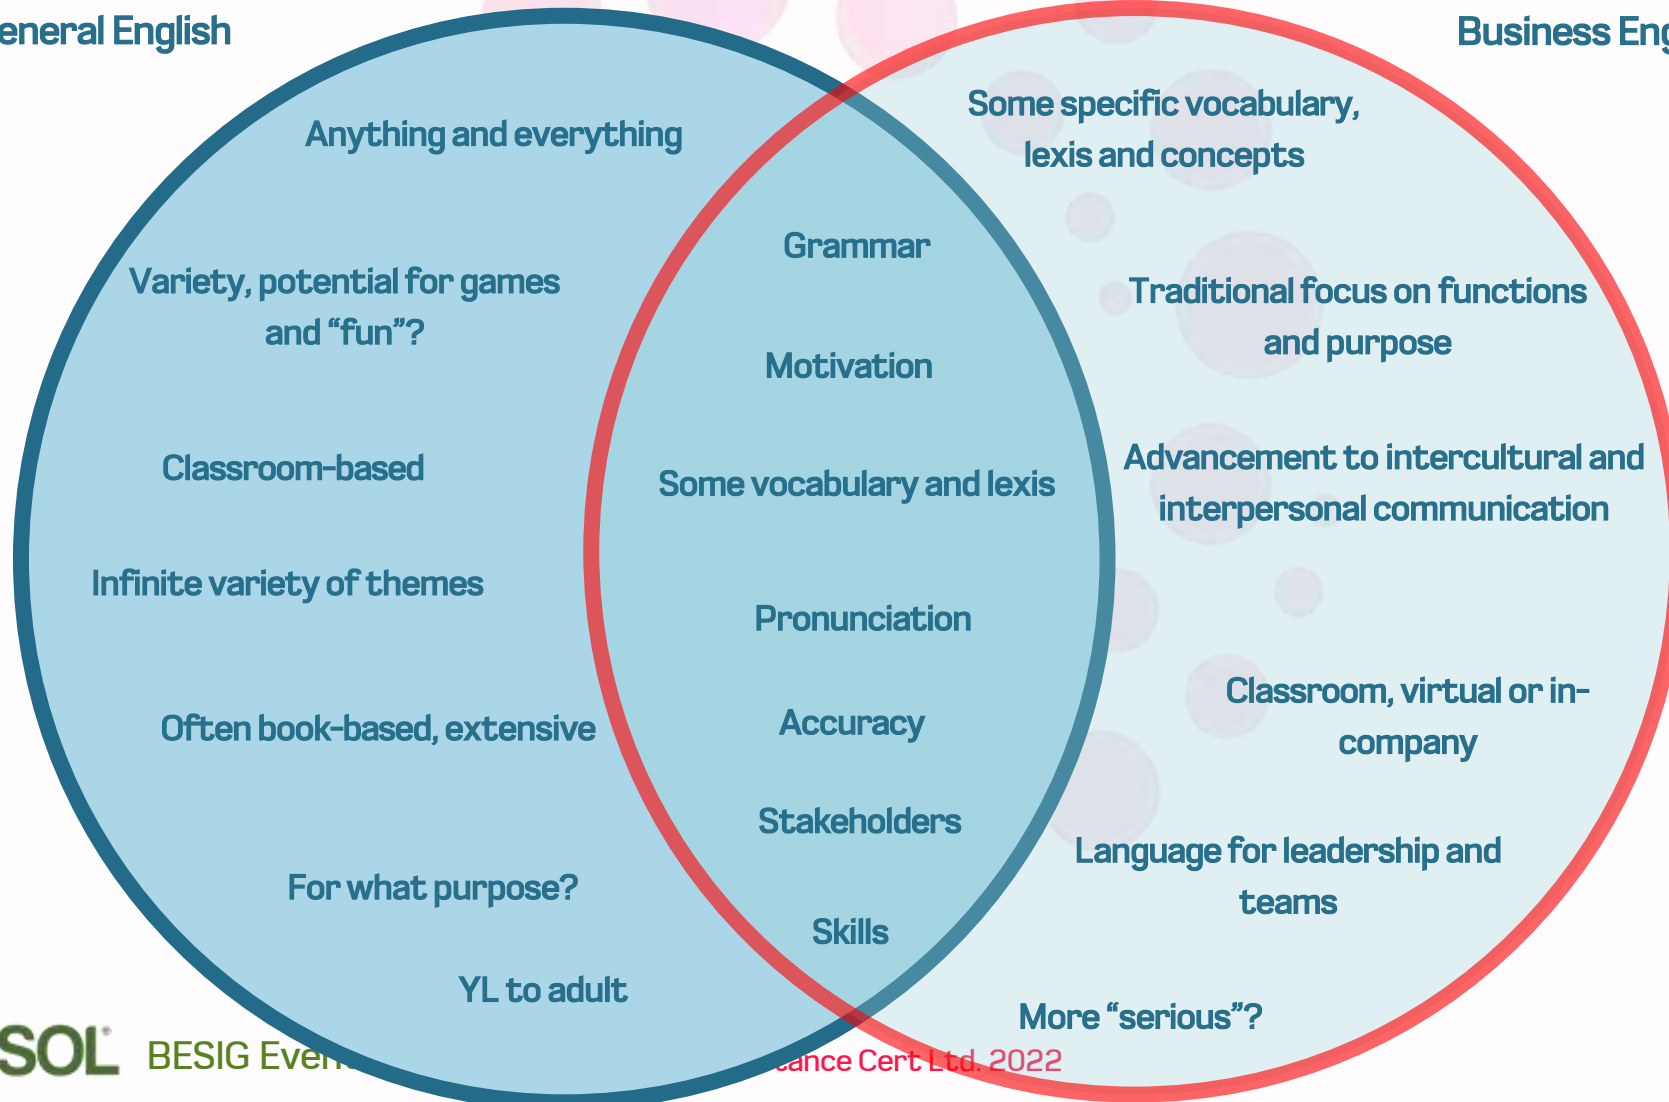 eneral English
Business Eng
Anything and everything
Variety, potential for games
and “fun”?
Classroom-based
Infinite variety of themes
Often book-based, extensive
For what purpose?
YL to adult
Grammar
Motivation
Some vocabulary and lexis
Pronunciation
Accuracy
Stakeholders
Skills
Some specific vocabulary,
lexis and concepts
Traditional focus on functions
and purpose
Advancement to intercultural and
interpersonal communication
Classroom, virtual or in-
company
Language for leadership and
teams
More “serious”?
SOL®
BESIG Even
tance Cert Ltd. 2022